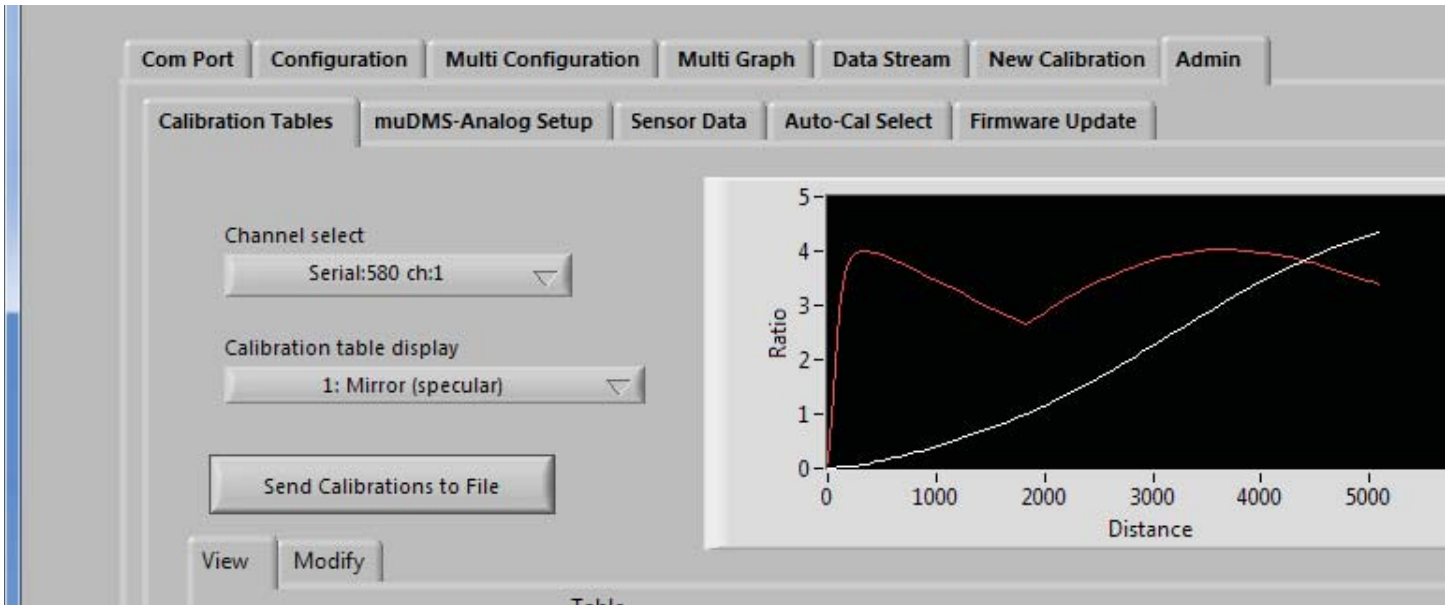 Com Port Configuration Multi Configuration Multi Graph Data Stream New Calibration Admin
Calibration Tables muDMS-Analog Setup Sensor Data Auto-Cal Select Firmware Update
Channel select
Serial:580 ch:1
Calibration table display
1: Mirror (specular)
Send Calibrations to File
View Modify
Table
Ratio
5
4
3
2
1
0
0 1000 2000 3000 4000 5000
Distance